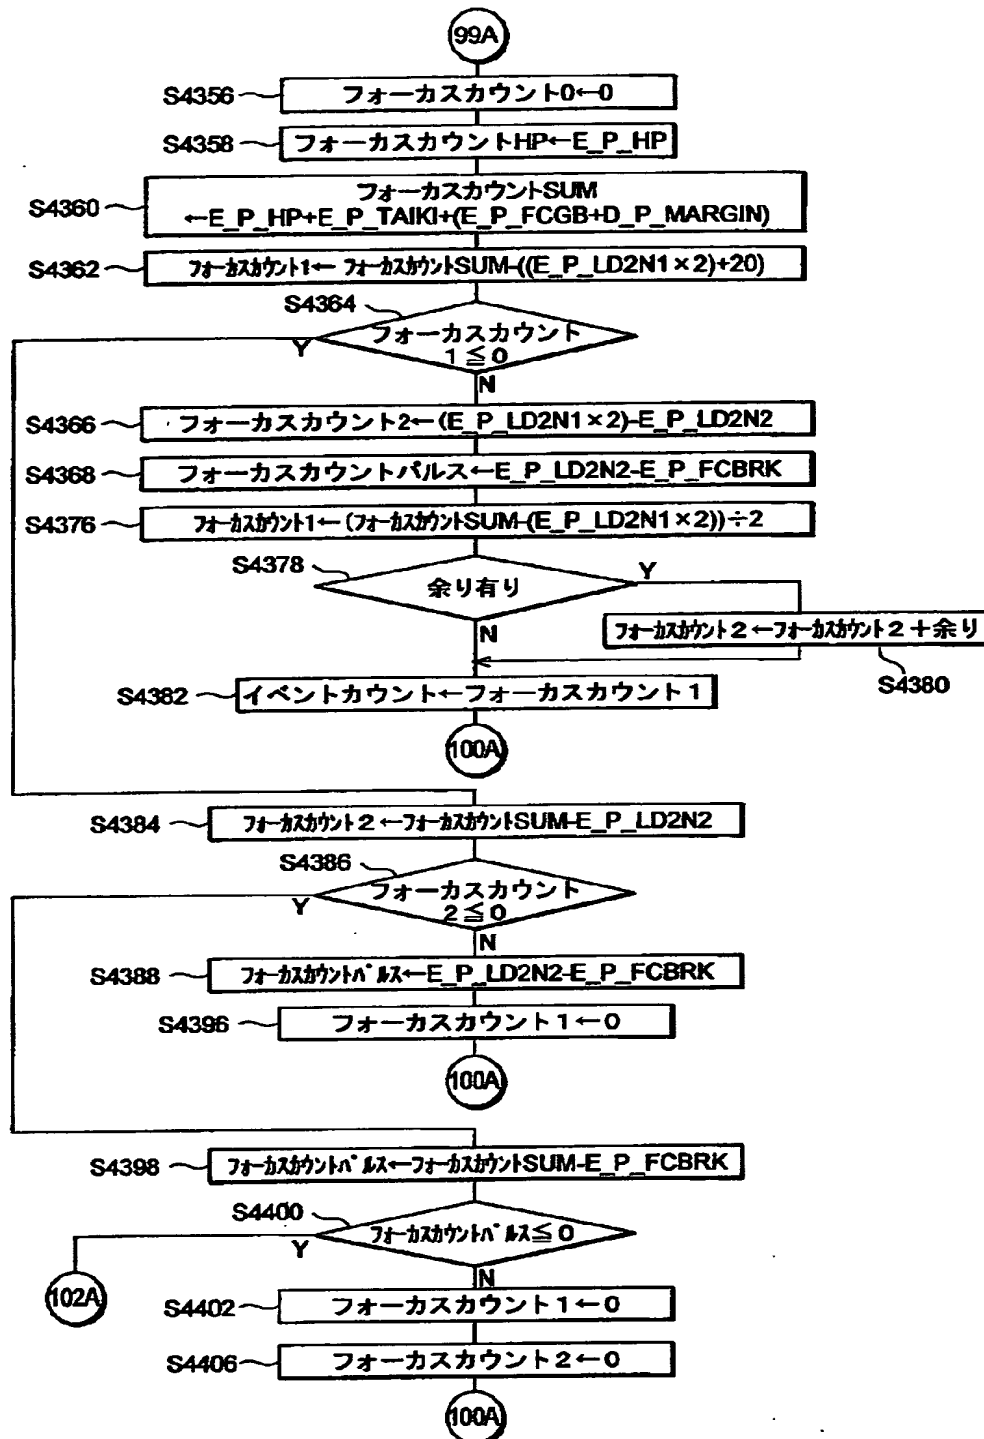 99A
S4356
フォーカスカウント0←0
S4358
フォーカスカウントHP←E_P_HP
S4360
フォーカスカウントSUM
←E_P_HP+E_P_TAIKI+(E_P_FCGB+D_P_MARGIN)
S4362
フォーカスカウント1←フォーカスカウントSUM-((E_P_LD2N1×2)+20)
S4364
フォーカスカウント
1≦0
Y
N
S4366
フォーカスカウント2←(E_P_LD2N1×2)-E_P_LD2N2
S4368
フォーカスカウントパルス←E_P_LD2N2-E_P_FCBRK
S4376
フォーカスカウント1←(フォーカスカウントSUM-(E_P_LD2N1×2))÷2
S4378
余り有り
Y
N
フォーカスカウント2←フォーカスカウント2+余り
S4380
S4382
イベントカウント←フォーカスカウント1
100A
S4384
フォーカスカウント2←フォーカスカウントSUM-E_P_LD2N2
S4386
フォーカスカウント
2≦0
Y
N
S4388
フォーカスカウントパルス←E_P_LD2N2-E_P_FCBRK
S4396
フォーカスカウント1←0
100A
S4398
フォーカスカウントパルス←フォーカスカウントSUM-E_P_FCBRK
S4400
フォーカスカウントパルス≦0
Y
N
102A
S4402
フォーカスカウント1←0
S4406
フォーカスカウント2←0
100A